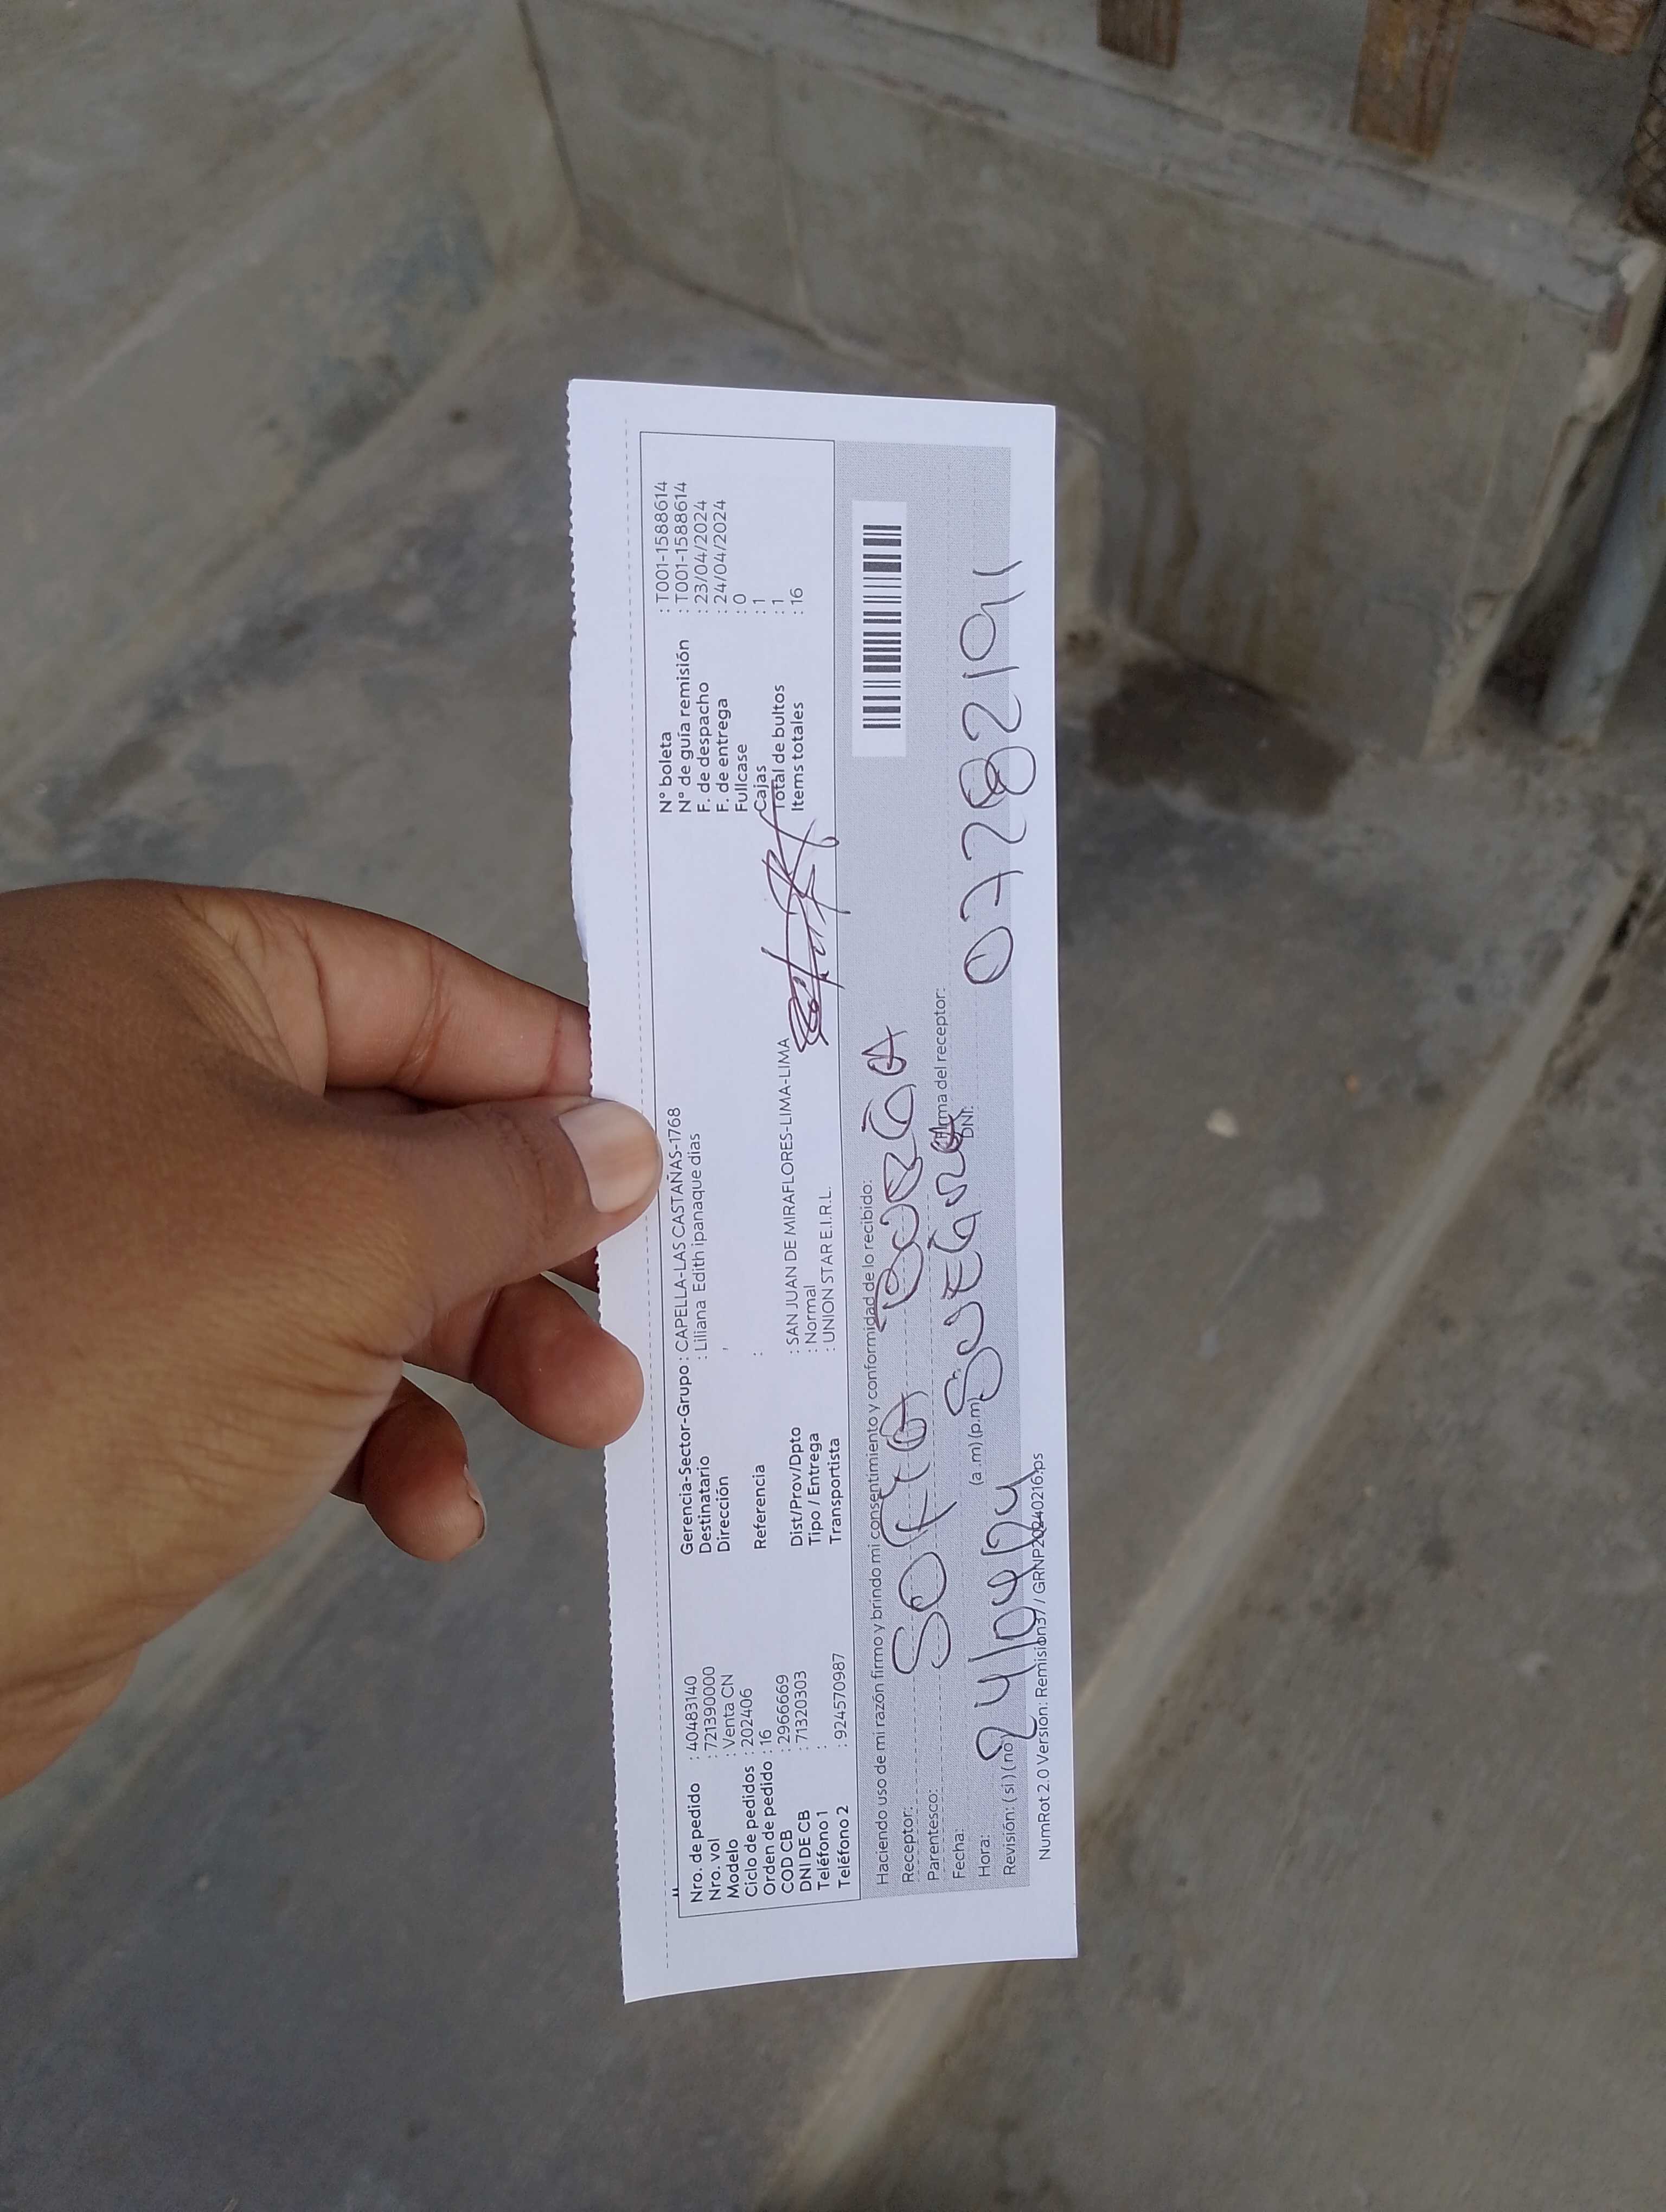 Nro. de pedido : 40483140
Nro. vol : 721390000
Modelo : Venta CN
Ciclo de pedidos : 202406
Orden de pedido : 16
COD CB : 2966669
DNI DE CB : 71320303
Teléfono 1 :
Teléfono 2 : 924570987
Gerencia-Sector-Grupo : CAPELLA-LAS CASTAÑAS-1768
Destinatario : Liliana Edith ipanaque dias
Dirección ,
Referencia :
Dist/Prov/Dpto : SAN JUAN DE MIRAFLORES-LIMA-LIMA
Tipo / Entrega : Normal
Transportista : UNION STAR E.I.R.L.
N° boleta : T001-1588614
N° de guía remisión : T001-1588614
F. de despacho : 23/04/2024
F. de entrega : 24/04/2024
Fullcase : 0
Cajas : 1
Total de bultos : 1
Items totales : 16
Haciendo uso de mi razón firmo y brindo mi consentimiento y conformidad de lo recibido:
Receptor: SOFIA
Parentesco: SUEGRA
Fecha: 24/04/24
Hora: (a .m) (p.m)
Revisión: ( si ) ( no )
Firma del receptor:
DNI: 07282191
NumRot 2.0 Version: Remision37 / GRNP20240216.ps